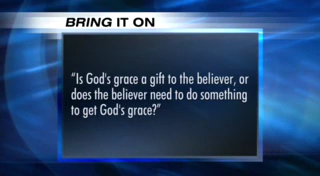 BRING IT ON
“Is God's grace a gift to the believer, or
does the believer need to do something
to get God's grace?”